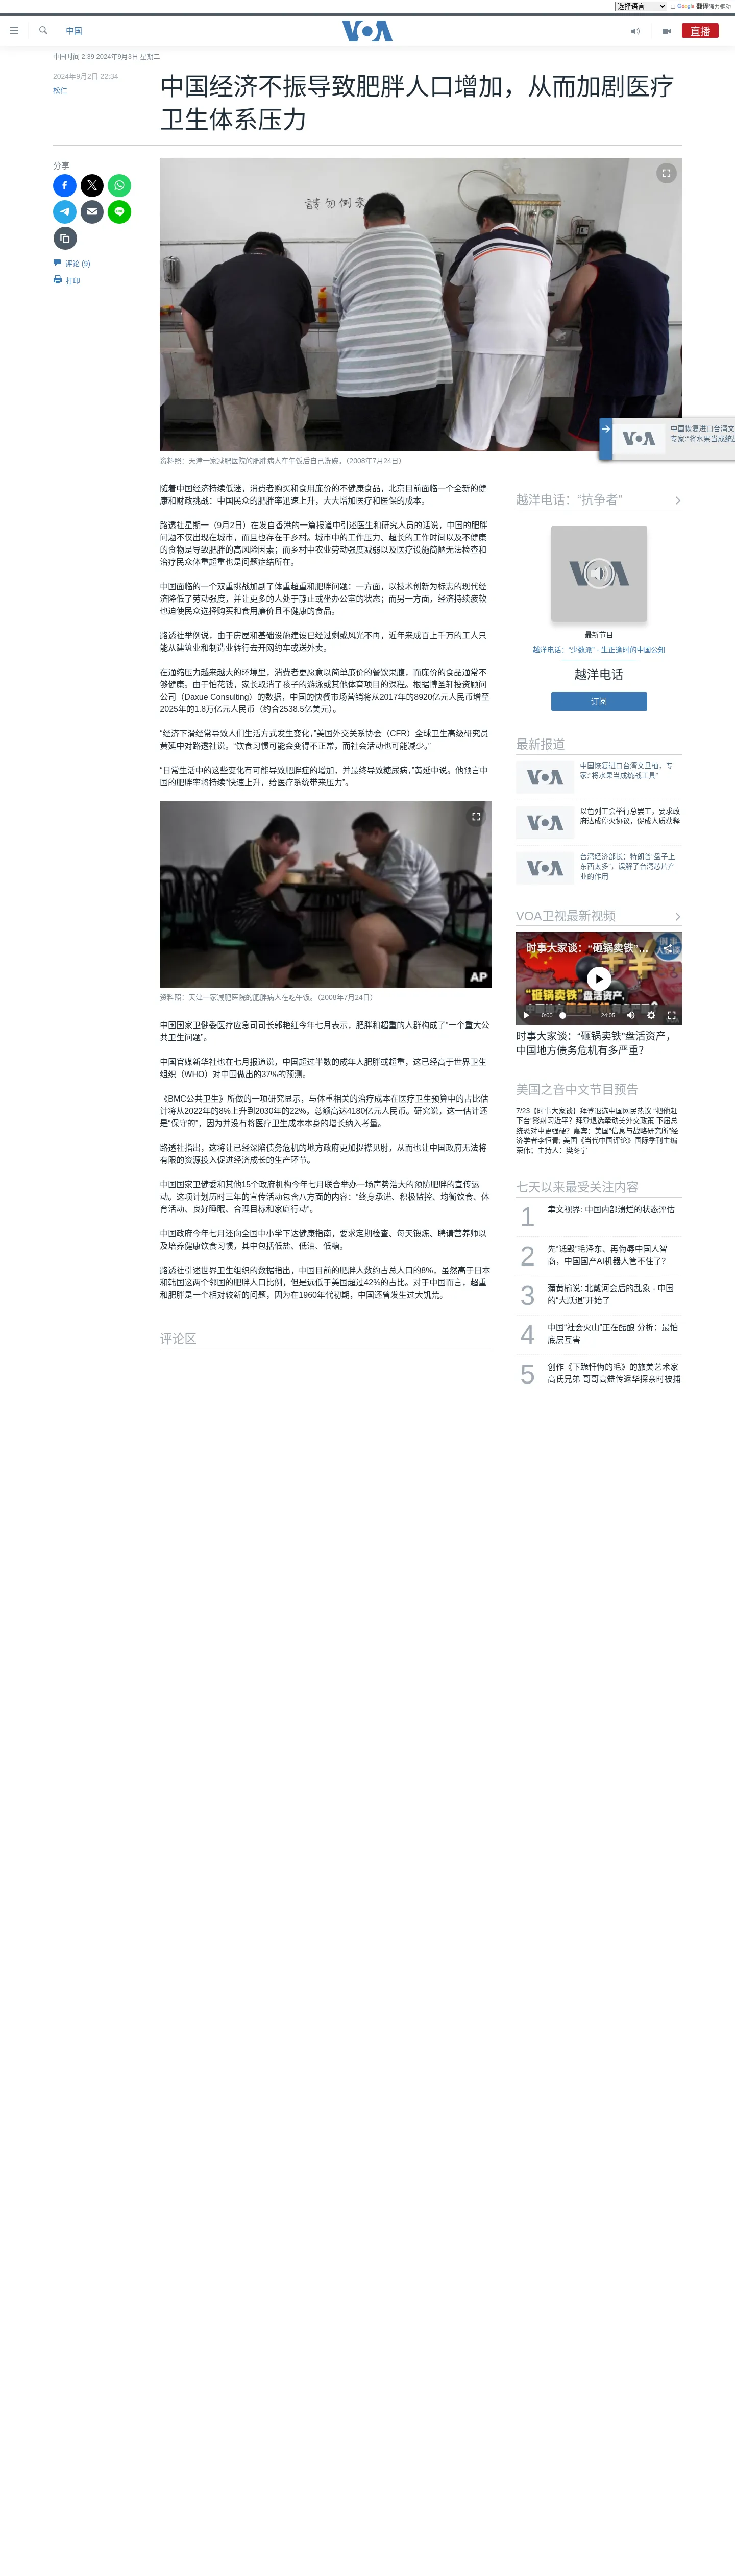 选择语言
由 Google 翻译强力驱动
中国
VOA
直播
中国时间 2:39 2024年9月3日 星期二
2024年9月2日 22:34
松仁
中国经济不振导致肥胖人口增加，从而加剧医疗
卫生体系压力
分享
评论 (9)
打印
請勿倒
资料照：天津一家减肥医院的肥胖病人在午饭后自己洗碗。（2008年7月24日）
中国恢复进口台湾文
专家:“将水果当成统战
随着中国经济持续低迷，消费者购买和食用廉价的不健康食品，北京目前面临一个全新的健
康和财政挑战：中国民众的肥胖率迅速上升，大大增加医疗和医保的成本。
路透社星期一（9月2日）在发自香港的一篇报道中引述医生和研究人员的话说，中国的肥胖
问题不仅出现在城市，而且也存在于乡村。城市中的工作压力、超长的工作时间以及不健康
的食物是导致肥胖的高风险因素；而乡村中农业劳动强度减弱以及医疗设施简陋无法检查和
治疗民众体重超重也是问题症结所在。
中国面临的一个双重挑战加剧了体重超重和肥胖问题：一方面，以技术创新为标志的现代经
济降低了劳动强度，并让更多的人处于静止或坐办公室的状态；而另一方面，经济持续疲软
也迫使民众选择购买和食用廉价且不健康的食品。
路透社举例说，由于房屋和基础设施建设已经过剩或风光不再，近年来成百上千万的工人只
能从建筑业和制造业转行去开网约车或送外卖。
在通缩压力越来越大的环境里，消费者更愿意以简单廉价的餐饮果腹，而廉价的食品通常不
够健康。由于怕花钱，家长取消了孩子的游泳或其他体育项目的课程。根据博圣轩投资顾问
公司（Daxue Consulting）的数据，中国的快餐市场营销将从2017年的8920亿元人民币增至
2025年的1.8万亿元人民币（约合2538.5亿美元）。
“经济下滑经常导致人们生活方式发生变化，”美国外交关系协会（CFR）全球卫生高级研究员
黄延中对路透社说。“饮食习惯可能会变得不正常，而社会活动也可能减少。”
“日常生活中的这些变化有可能导致肥胖症的增加，并最终导致糖尿病，”黄延中说。他预言中
国的肥胖率将持续“快速上升，给医疗系统带来压力”。
AP
资料照：天津一家减肥医院的肥胖病人在吃午饭。（2008年7月24日）
中国国家卫健委医疗应急司司长郭艳红今年七月表示，肥胖和超重的人群构成了“一个重大公
共卫生问题”。
中国官媒新华社也在七月报道说，中国超过半数的成年人肥胖或超重，这已经高于世界卫生
组织（WHO）对中国做出的37%的预测。
《BMC公共卫生》所做的一项研究显示，与体重相关的治疗成本在医疗卫生预算中的占比估
计将从2022年的8%上升到2030年的22%，总额高达4180亿元人民币。研究说，这一估计还
是“保守的”，因为并没有将医疗卫生成本本身的增长纳入考量。
路透社指出，这将让已经深陷债务危机的地方政府更加捉襟见肘，从而也让中国政府无法将
有限的资源投入促进经济成长的生产环节。
中国国家卫健委和其他15个政府机构今年七月联合举办一场声势浩大的预防肥胖的宣传运
动。这项计划历时三年的宣传活动包含八方面的内容：“终身承诺、积极监控、均衡饮食、体
育活动、良好睡眠、合理目标和家庭行动”。
中国政府今年七月还向全国中小学下达健康指南，要求定期检查、每天锻炼、聘请营养师以
及培养健康饮食习惯，其中包括低盐、低油、低糖。
路透社引述世界卫生组织的数据指出，中国目前的肥胖人数约占总人口的8%，虽然高于日本
和韩国这两个邻国的肥胖人口比例，但是远低于美国超过42%的占比。对于中国而言，超重
和肥胖是一个相对较新的问题，因为在1960年代初期，中国还曾发生过大饥荒。
评论区
越洋电话：“抗争者”
VOA
最新节目
越洋电话：“少数派” - 生正逢时的中国公知
越洋电话
订阅
最新报道
中国恢复进口台湾文旦柚，专
家:“将水果当成统战工具”
以色列工会举行总罢工，要求政
府达成停火协议，促成人质获释
台湾经济部长：特朗普“盘子上
东西太多”，误解了台湾芯片产
业的作用
VOA卫视最新视频
时事大家谈：“砸锅卖铁”...
“砸锅卖铁”盘活资产，
0:00
24:05
时事大家谈：“砸锅卖铁”盘活资产，
中国地方债务危机有多严重？
美国之音中文节目预告
7/23【时事大家谈】拜登退选中国网民热议 “把他赶
下台”影射习近平？拜登退选牵动美外交政策 下届总
统恐对中更强硬？嘉宾：美国“信息与战略研究所”经
济学者李恒青; 美国《当代中国评论》国际季刊主编
荣伟；主持人：樊冬宁
七天以来最受关注内容
1
聿文视界: 中国内部溃烂的状态评估
2
先“诋毁”毛泽东、再侮辱中国人智
商，中国国产AI机器人管不住了？
3
蒲黄榆说: 北戴河会后的乱象 - 中国
的“大跃退”开始了
4
中国“社会火山”正在酝酿 分析：最怕
底层互害
5
创作《下跪忏悔的毛》的旅美艺术家
高氏兄弟 哥哥高兟传返华探亲时被捕